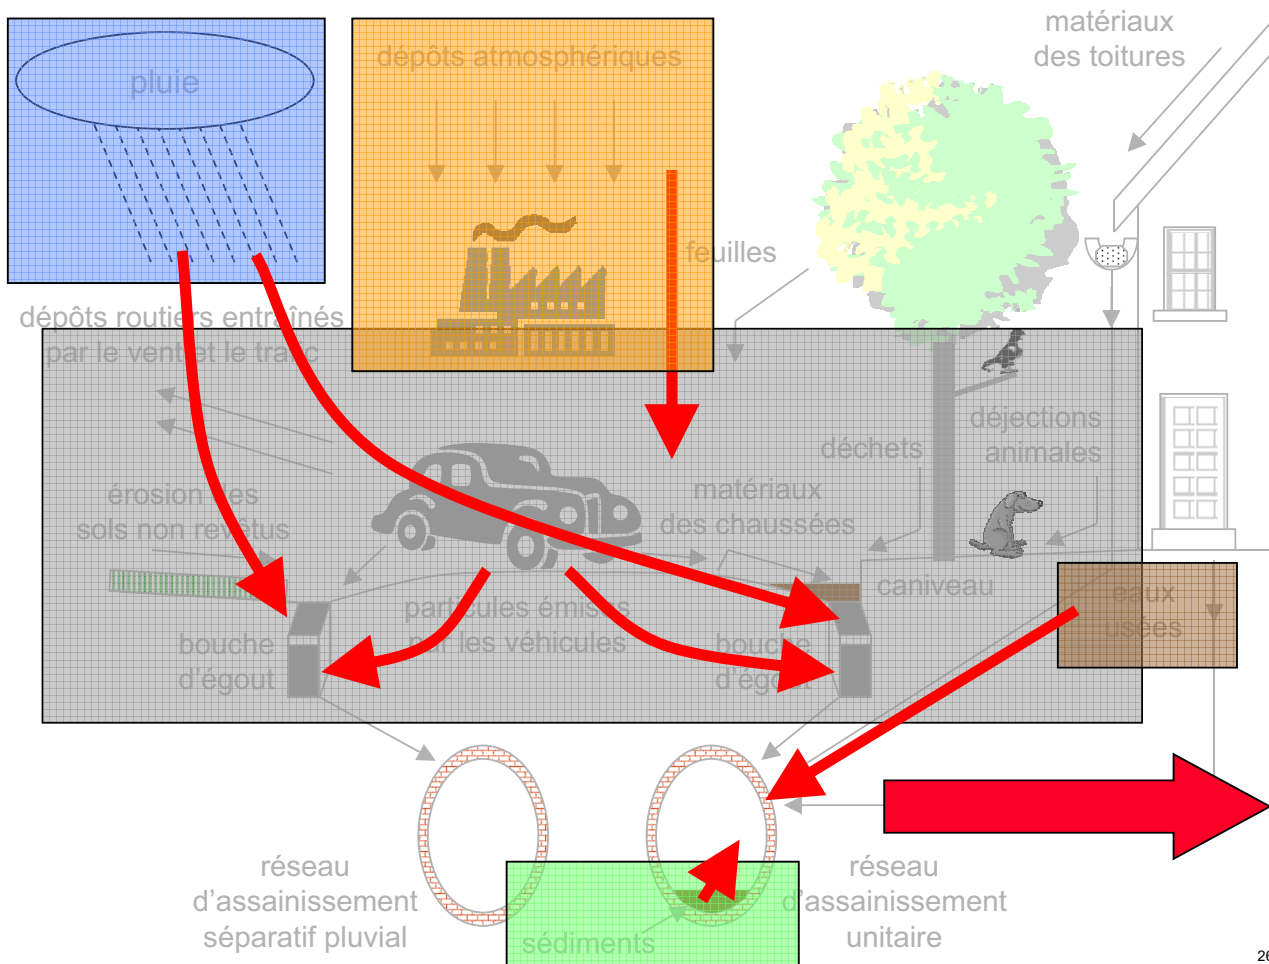 matériaux
des toitures
dépôts atmosphériques
pluie
feuilles
dépôts routiers entraînés
par le vent et le trafic
déjections
animales
déchets
érosion des
sols non revêtus
matériaux
des chaussées
caniveau
eaux
usées
particules émises
par les véhicules
bouche
d'égout
bouche
d'égout
réseau
d'assainissement
séparatif pluvial
sédiments
réseau
d'assainissement
unitaire
26